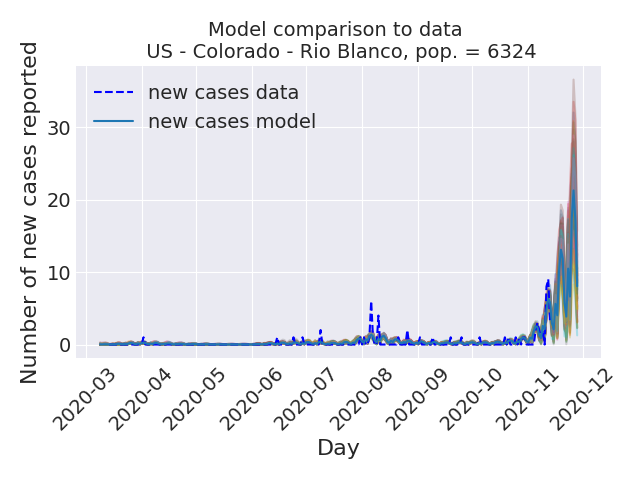 Model comparison to data
US - Colorado - Rio Blanco, pop. = 6324
Number of new cases reported
new cases data
new cases model
30
20
10
0
2020-03
2020-04
2020-05
2020-06
2020-07
2020-08
2020-09
2020-10
2020-11
2020-12
Day